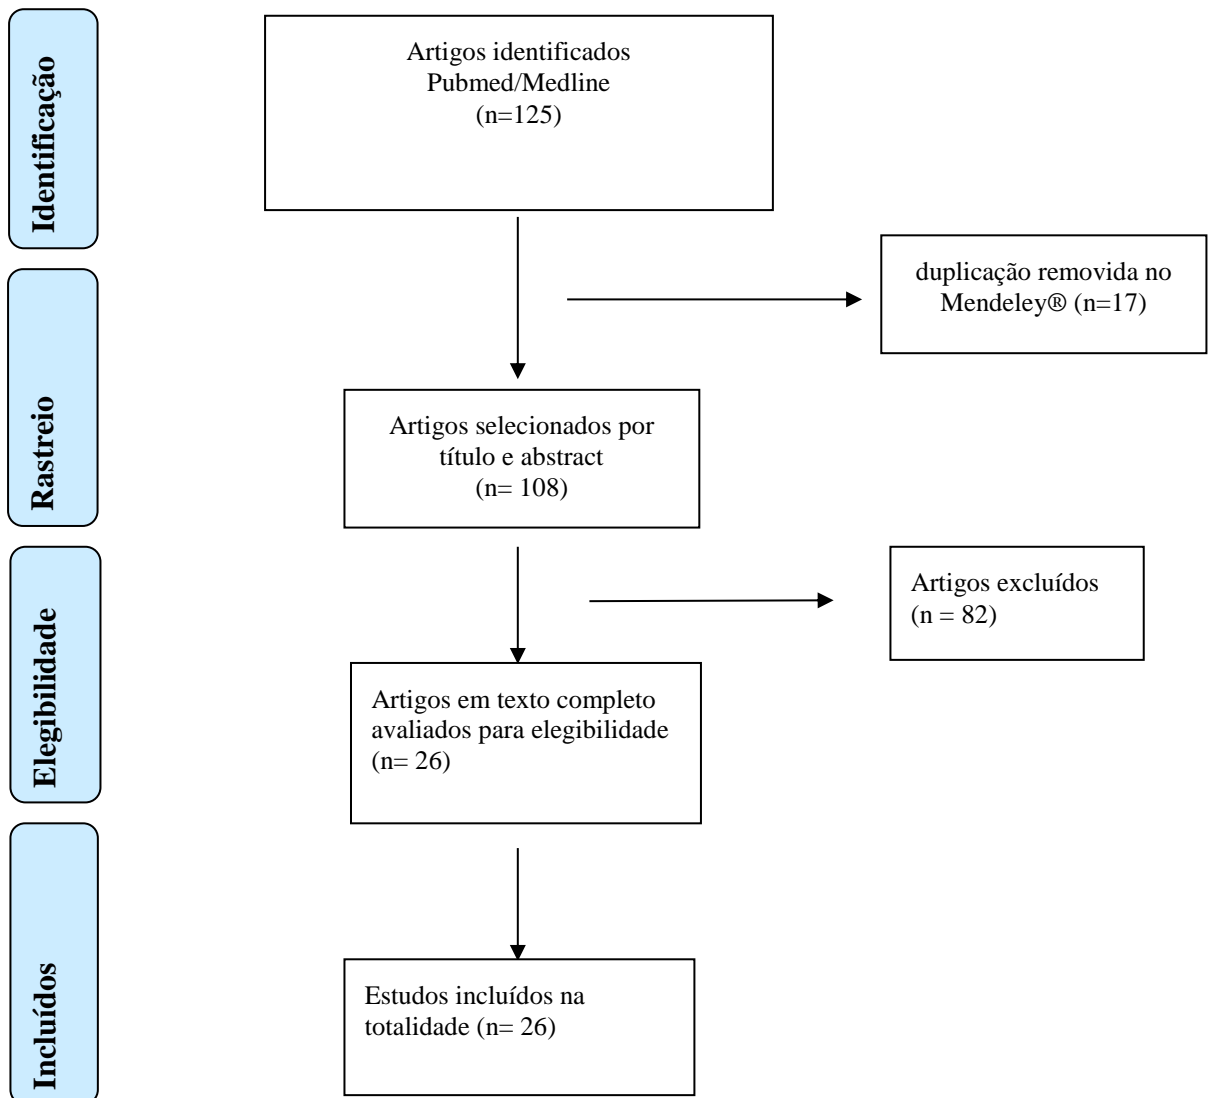 Identificação
Artigos identificados
Pubmed/Medline
(n=125)
duplicação removida no
Mendeley® (n=17)
Rastreio
Artigos selecionados por
título e abstract
(n= 108)
Elegibilidade
Artigos excluídos
(n = 82)
Artigos em texto completo
avaliados para elegibilidade
(n= 26)
Incluídos
Estudos incluídos na
totalidade (n= 26)